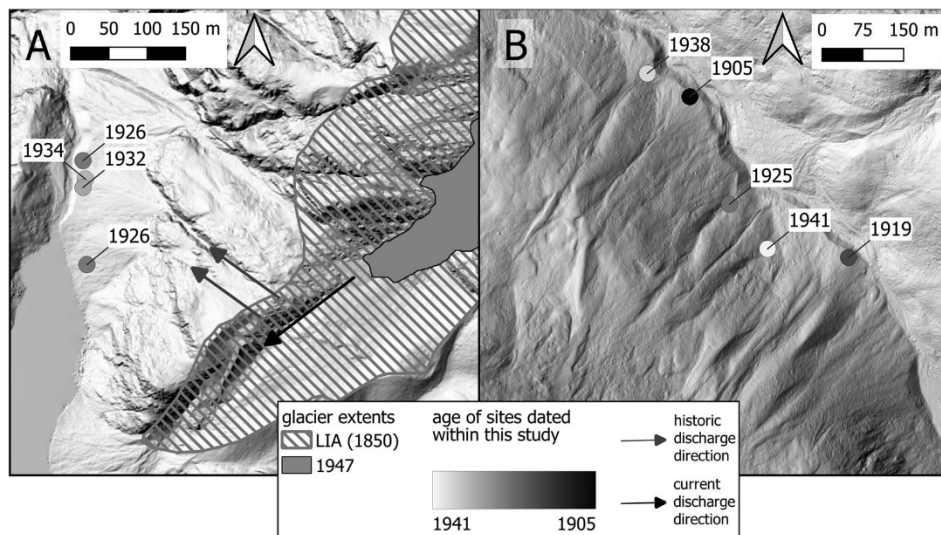 A
0 50 100 150 m
1926
1934
1932
1926
B
0 75 150 m
1938
1905
1925
1941
1919
glacier extents
LIA (1850)
1947
age of sites dated
within this study
1941 1905
historic
discharge
direction
current
discharge
direction